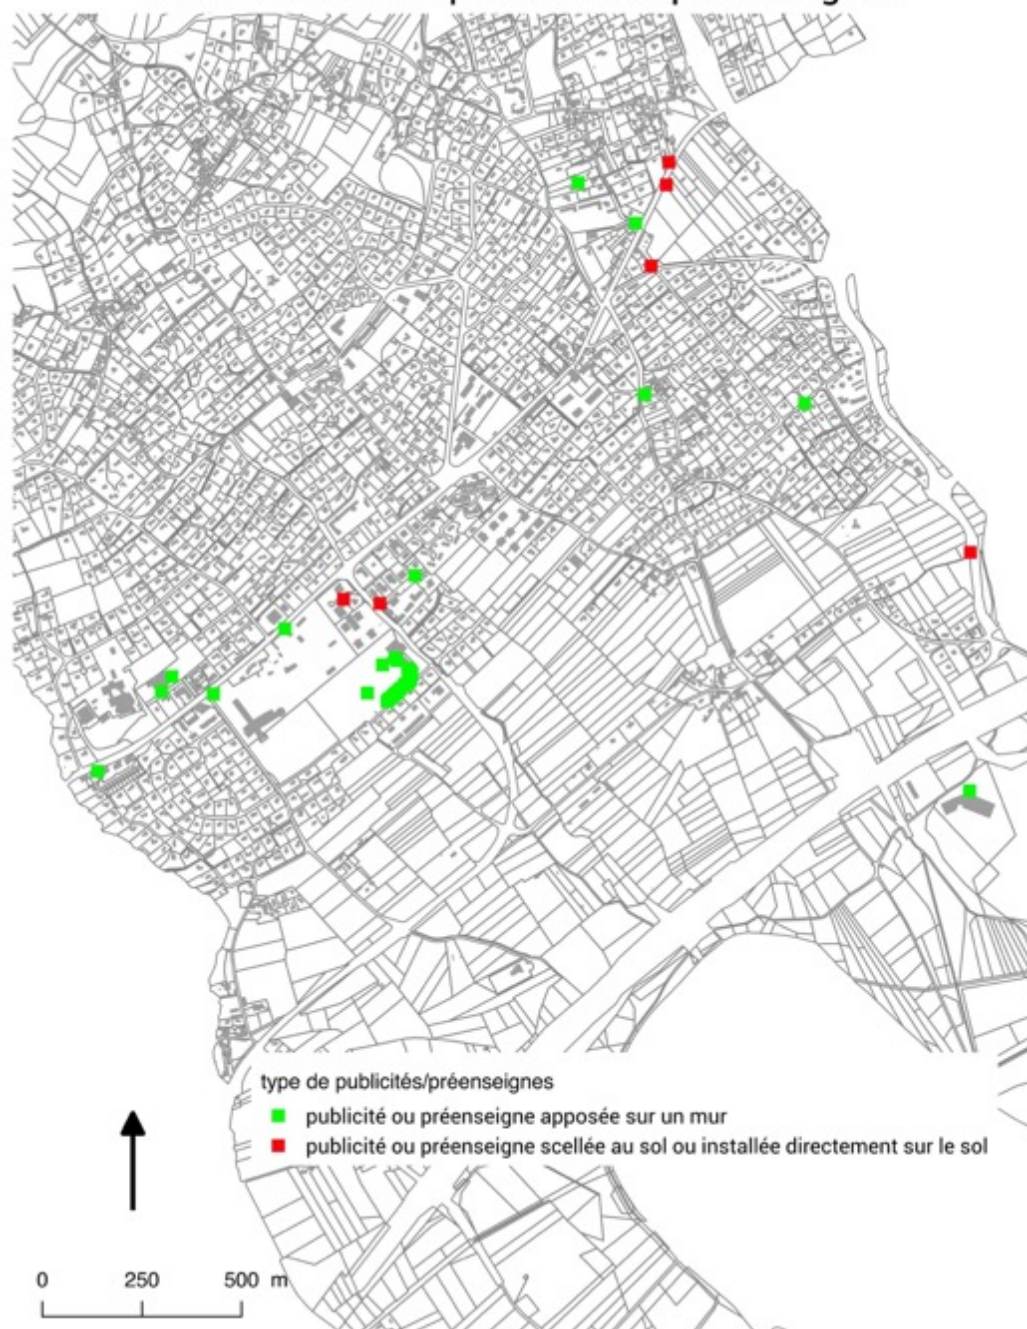 type de publicités/préenseignes
publicité ou préenseigne apposée sur un mur
publicité ou préenseigne scellée au sol ou installée directement sur le sol
0 250 500 m